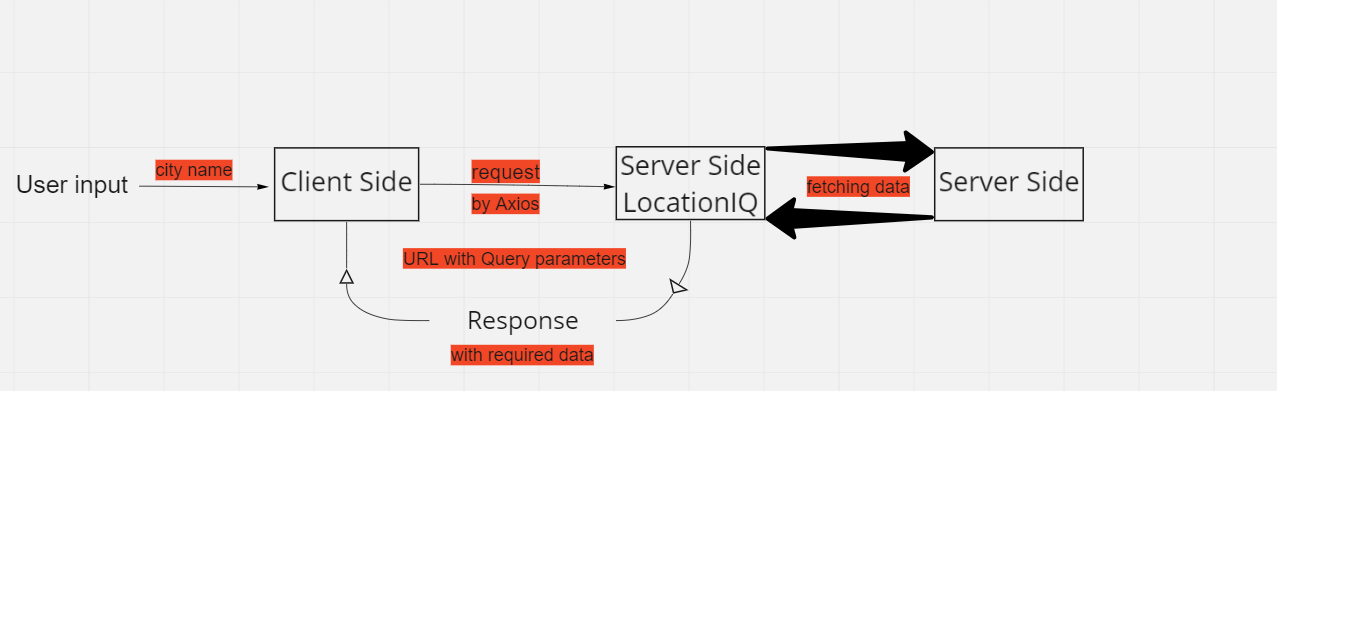 User input
city name
Client Side
request
by Axios
Server Side
LocationIQ
fetching data
Server Side
URL with Query parameters
Response
with required data